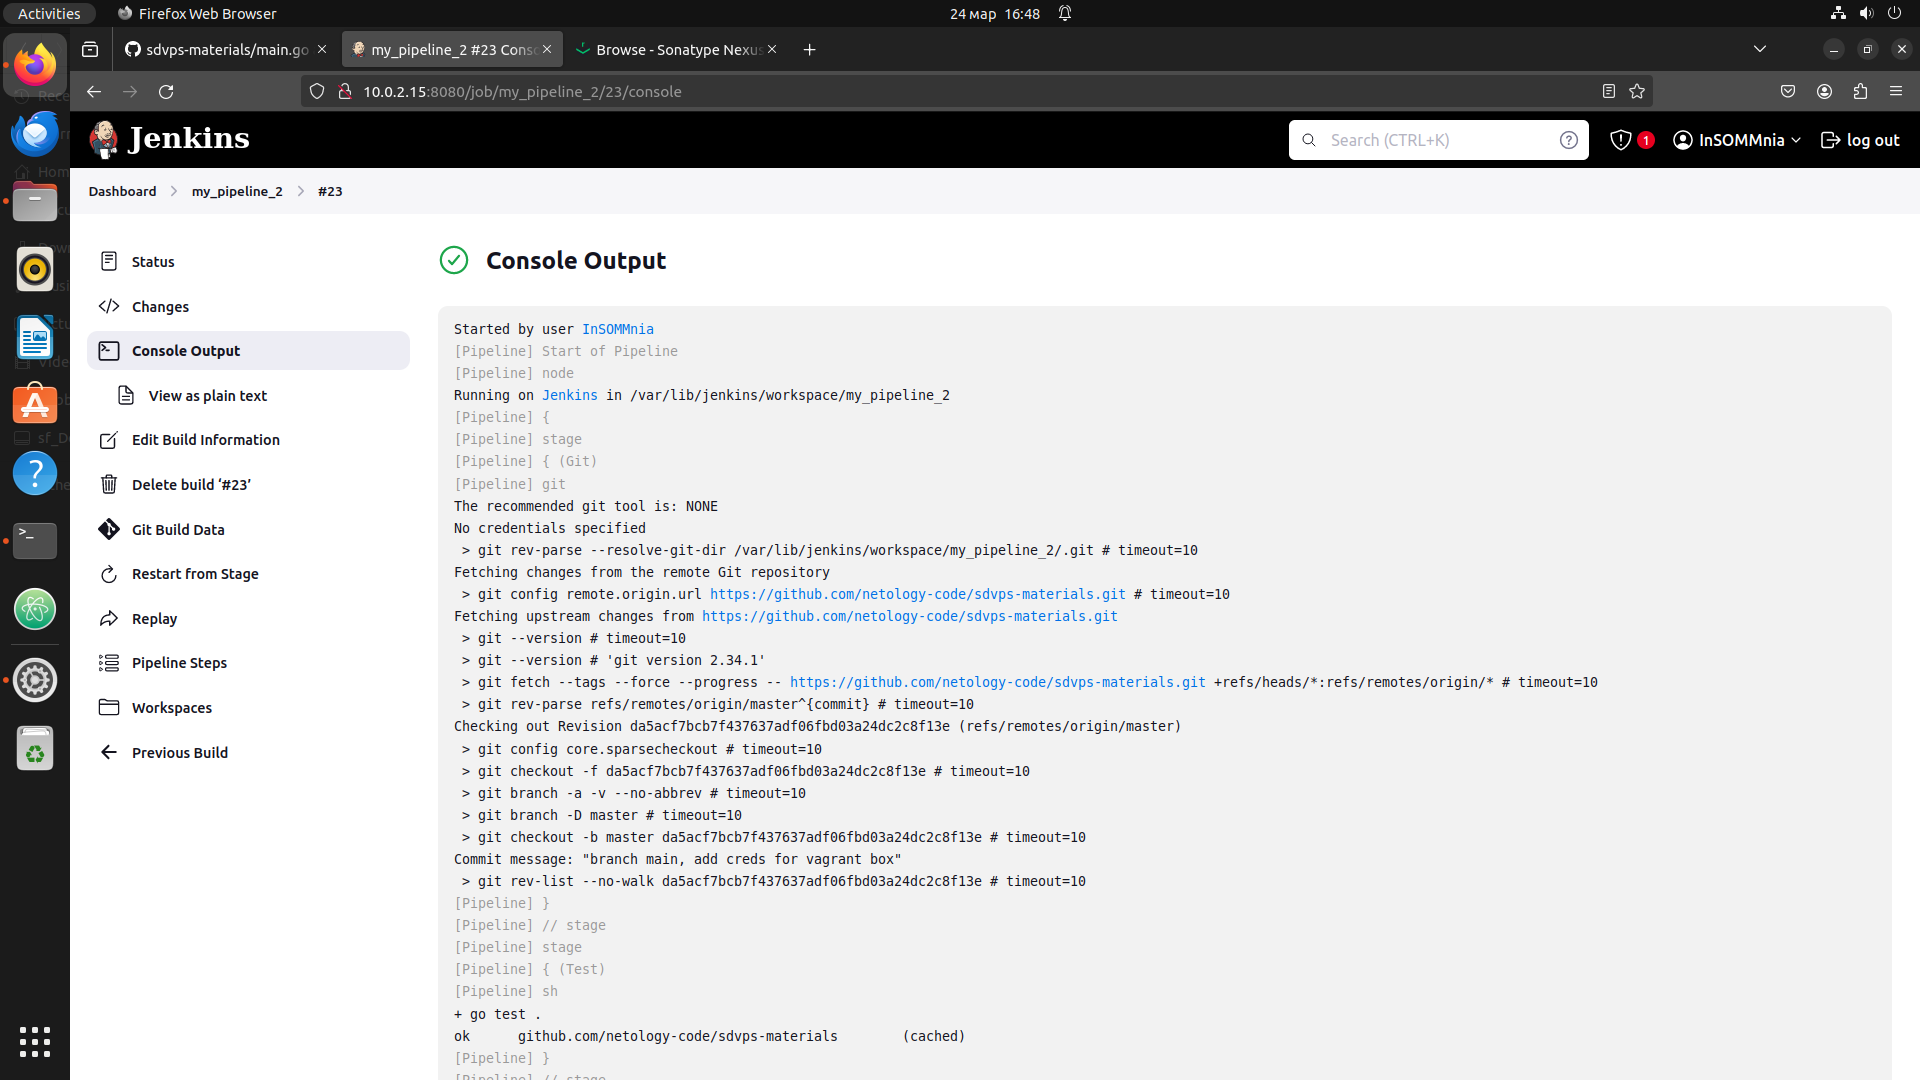 Activities
Firefox Web Browser
24 мар 16:48
sdvps-materials/main.go
my_pipeline_2 #23 Conso
Browse - Sonatype Nexus
10.0.2.15:8080/job/my_pipeline_2/23/console
Jenkins
Search (CTRL+K)
1
InSOMMnia
log out
Dashboard
my_pipeline_2
#23
Status
Changes
Console Output
View as plain text
Edit Build Information
Delete build ‘#23’
Git Build Data
Restart from Stage
Replay
Pipeline Steps
Workspaces
Previous Build
Console Output
Started by user InSOMMnia
[Pipeline] Start of Pipeline
[Pipeline] node
Running on Jenkins in /var/lib/jenkins/workspace/my_pipeline_2
[Pipeline] {
[Pipeline] stage
[Pipeline] { (Git)
[Pipeline] git
The recommended git tool is: NONE
No credentials specified
> git rev-parse --resolve-git-dir /var/lib/jenkins/workspace/my_pipeline_2/.git # timeout=10
Fetching changes from the remote Git repository
> git config remote.origin.url https://github.com/netology-code/sdvps-materials.git # timeout=10
Fetching upstream changes from https://github.com/netology-code/sdvps-materials.git
> git --version # timeout=10
> git --version # 'git version 2.34.1'
> git fetch --tags --force --progress -- https://github.com/netology-code/sdvps-materials.git +refs/heads/*:refs/remotes/origin/* # timeout=10
> git rev-parse refs/remotes/origin/master^{commit} # timeout=10
Checking out Revision da5acf7bcb7f437637adf06fbd03a24dc2c8f13e (refs/remotes/origin/master)
> git config core.sparsecheckout # timeout=10
> git checkout -f da5acf7bcb7f437637adf06fbd03a24dc2c8f13e # timeout=10
> git branch -a -v --no-abbrev # timeout=10
> git branch -D master # timeout=10
> git checkout -b master da5acf7bcb7f437637adf06fbd03a24dc2c8f13e # timeout=10
Commit message: "branch main, add creds for vagrant box"
> git rev-list --no-walk da5acf7bcb7f437637adf06fbd03a24dc2c8f13e # timeout=10
[Pipeline] }
[Pipeline] // stage
[Pipeline] stage
[Pipeline] { (Test)
[Pipeline] sh
+ go test .
ok github.com/netology-code/sdvps-materials (cached)
[Pipeline] }
[Pipeline] // stage